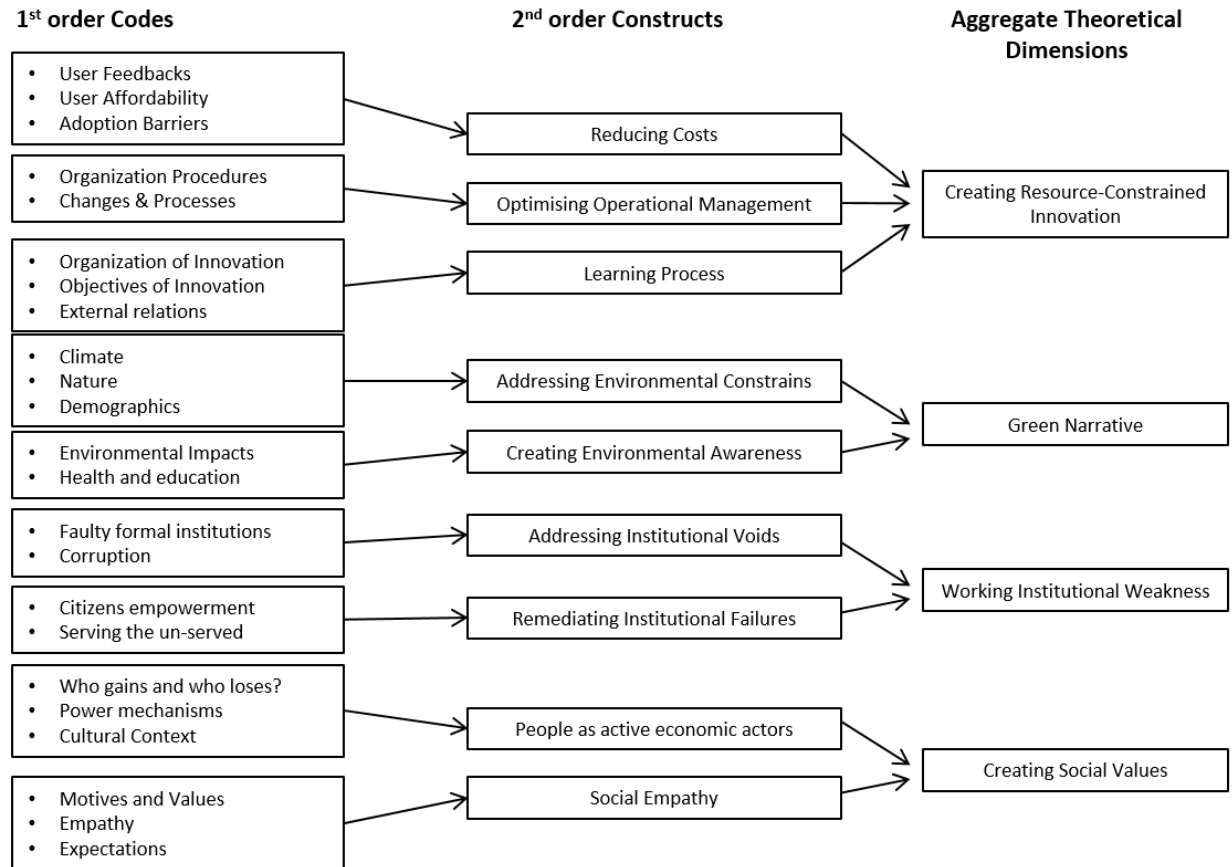 1st order Codes
2nd order Constructs
Aggregate Theoretical
Dimensions
• User Feedbacks
• User Affordability
• Adoption Barriers
Reducing Costs
• Organization Procedures
• Changes & Processes
Optimising Operational Management
Creating Resource-Constrained
Innovation
• Organization of Innovation
• Objectives of Innovation
• External relations
Learning Process
• Climate
• Nature
• Demographics
Addressing Environmental Constrains
Green Narrative
• Environmental Impacts
• Health and education
Creating Environmental Awareness
• Faulty formal institutions
• Corruption
Addressing Institutional Voids
Working Institutional Weakness
• Citizens empowerment
• Serving the un-served
Remediating Institutional Failures
• Who gains and who loses?
• Power mechanisms
• Cultural Context
People as active economic actors
Creating Social Values
• Motives and Values
• Empathy
• Expectations
Social Empathy